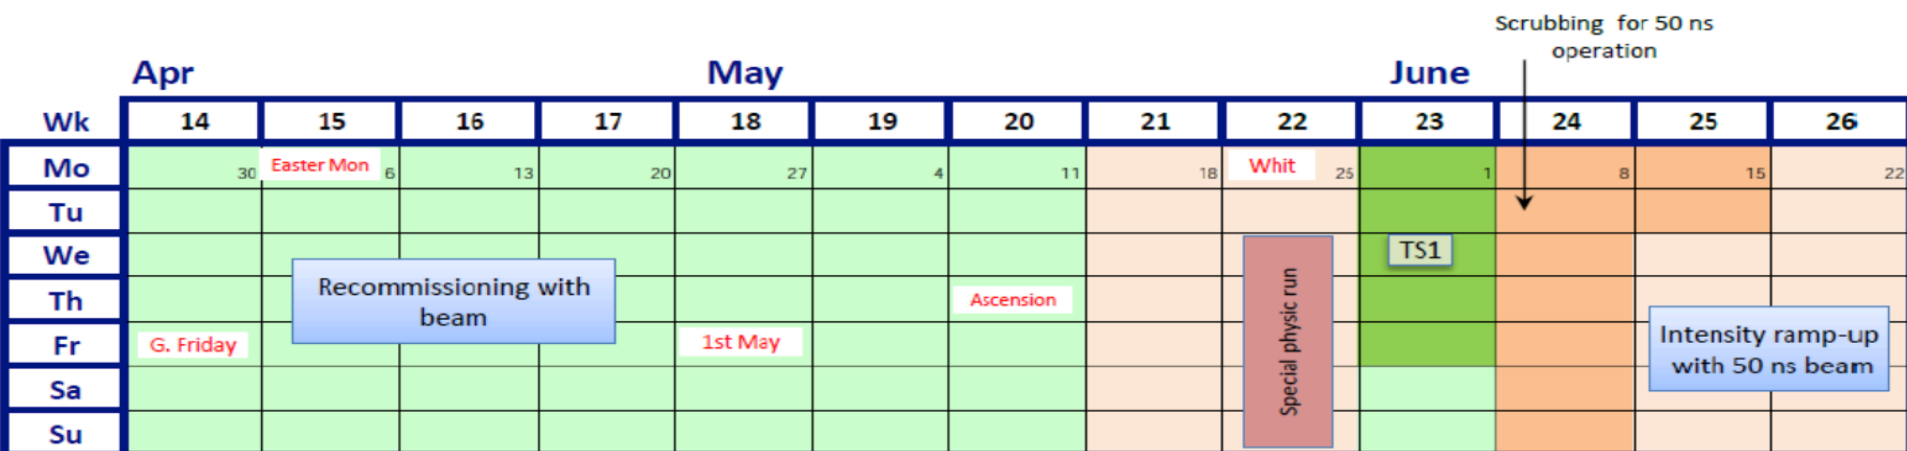 Scrubbing for 50 ns
operation
Apr May June
Wk 14 15 16 17 18 19 20 21 22 23 24 25 26
Mo 30 Easter Mon 6 13 20 27 4 11 18 Whit 25 1 8 15 22
Tu
We TS1
Recommissioning with
beam
Th Ascension
Special physic run
Fr G. Friday 1st May
Intensity ramp-up
with 50 ns beam
Sa
Su